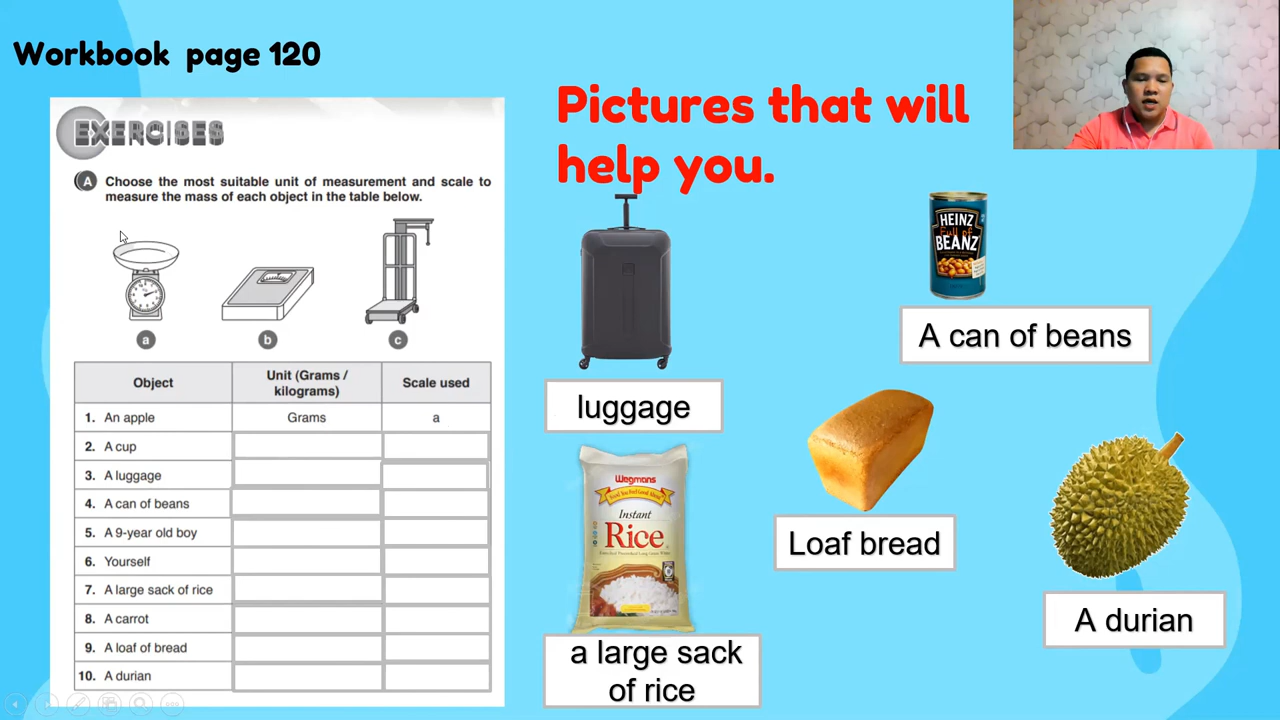 Workbook page 120
EXERCISES
A Choose the most suitable unit of measurement and scale to
measure the mass of each object in the table below.
a b c
Object Unit (Grams / kilograms) Scale used
1. An apple Grams a
2. A cup
3. A luggage
4. A can of beans
5. A 9-year old boy
6. Yourself
7. A large sack of rice
8. A carrot
9. A loaf of bread
10. A durian
Pictures that will
help you.
luggage
HEINZ
Full of
BEANZ
A can of beans
Loaf bread
Wegmans
Instant
Rice
a large sack
of rice
A durian